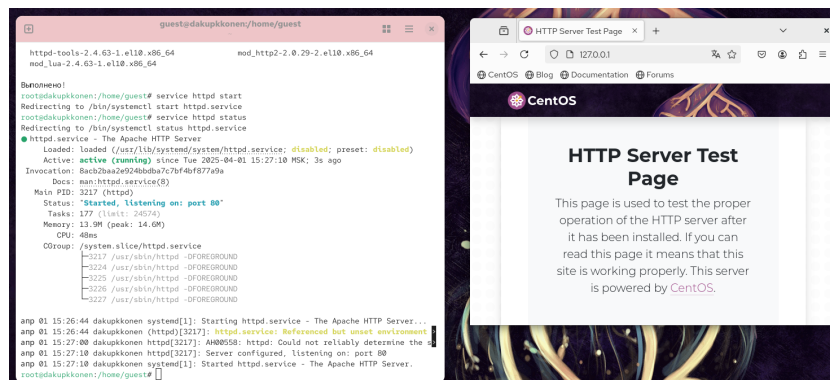 guest@dakupkkonen:/home/guest
httpd-tools-2.4.63-1.el10.x86_64 mod_http2-2.0.29-2.el10.x86_64
mod_lua-2.4.63-1.el10.x86_64
Выполнено!
root@dakupkkonen:/home/guest# service httpd start
Redirecting to /bin/systemctl start httpd.service
root@dakupkkonen:/home/guest# service httpd status
Redirecting to /bin/systemctl status httpd.service
● httpd.service - The Apache HTTP Server
Loaded: loaded (/usr/lib/systemd/system/httpd.service; disabled; preset: disabled)
Active: active (running) since Tue 2025-04-01 15:27:10 MSK; 3s ago
Invocation: 8acb2baa2e924bbdba7c7bf4bf877a9a
Docs: man:httpd.service(8)
Main PID: 3217 (httpd)
Status: "Started, listening on: port 80"
Tasks: 177 (limit: 24574)
Memory: 13.9M (peak: 14.6M)
CPU: 48ms
CGroup: /system.slice/httpd.service
├─3217 /usr/sbin/httpd -DFOREGROUND
├─3224 /usr/sbin/httpd -DFOREGROUND
├─3225 /usr/sbin/httpd -DFOREGROUND
├─3226 /usr/sbin/httpd -DFOREGROUND
└─3227 /usr/sbin/httpd -DFOREGROUND
апр 01 15:26:44 dakupkkonen systemd[1]: Starting httpd.service - The Apache HTTP Server...
апр 01 15:26:44 dakupkkonen (httpd)[3217]: httpd.service: Referenced but unset environment >
апр 01 15:27:00 dakupkkonen httpd[3217]: AH00558: httpd: Could not reliably determine the s>
апр 01 15:27:10 dakupkkonen httpd[3217]: Server configured, listening on: port 80
апр 01 15:27:10 dakupkkonen systemd[1]: Started httpd.service - The Apache HTTP Server.
root@dakupkkonen:/home/guest#
HTTP Server Test Page
127.0.0.1
CentOS Blog Documentation Forums
CentOS
HTTP Server Test
Page
This page is used to test the proper
operation of the HTTP server after
it has been installed. If you can
read this page it means that this
site is working properly. This server
is powered by CentOS.